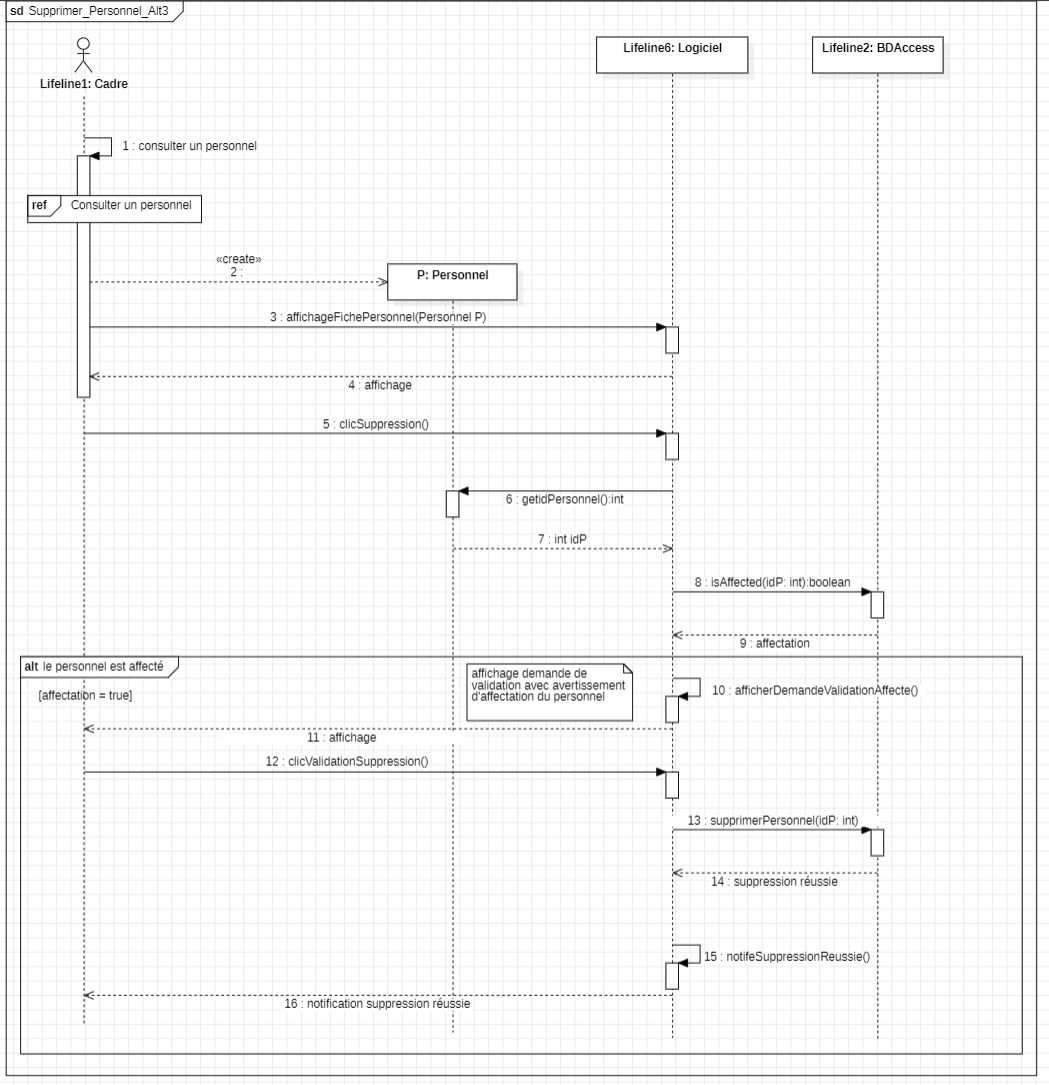 sd Supprimer_Personnel_Alt3
Lifeline6: Logiciel
Lifeline2: BDAccess
Lifeline1: Cadre
1 : consulter un personnel
ref Consulter un personnel
«create»
2 :
P: Personnel
3 : affichageFichePersonnel(Personnel P)
4 : affichage
5 : clicSuppression()
6 : getidPersonnel():int
7 : int idP
8 : isAffected(idP: int):boolean
9 : affectation
alt le personnel est affecté
[affectation = true]
affichage demande de
validation avec avertissement
d'affectation du personnel
10 : afficherDemandeValidationAffecte()
11 : affichage
12 : clicValidationSuppression()
13 : supprimerPersonnel(idP: int)
14 : suppression réussie
15 : notifeSuppressionReussie()
16 : notification suppression réussie